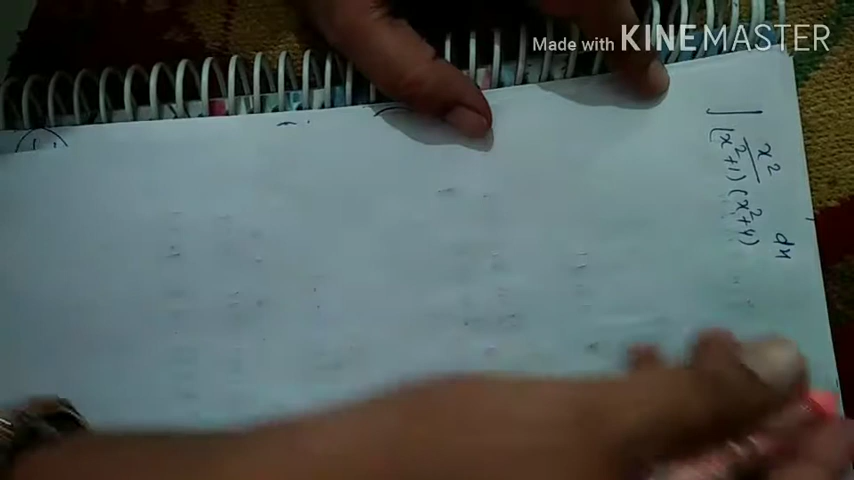 Made with KINEMASTER
∫ x²
(x²+1) (x²+4) dx